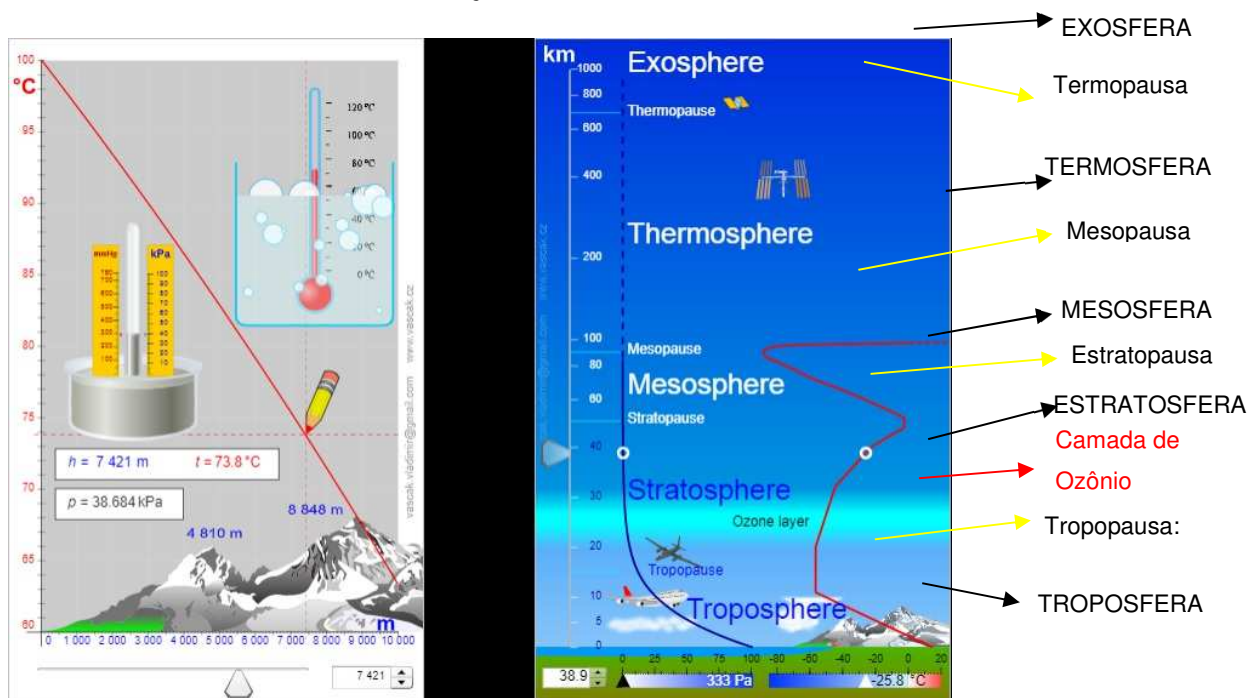 100
°C
95
90
85
80
75
70
65
60
120 °C
100 °C
80 °C
40 °C
0 °C
mmHg
kPa
h = 7 421 m
t = 73.8 °C
p = 38.684 kPa
4 810 m
8 848 m
vascak.vladimir@gmail.com www.vascak.cz
0 1 000 2 000 3 000 4 000 5 000 6 000 7 000 8 000 9 000 10 000
m
7 421
km
1000
800
600
400
200
100
80
60
40
30
20
10
5
0
Exosphere
Thermopause
Thermosphere
Mesopause
Mesosphere
Stratopause
Stratosphere
Ozone layer
Tropopause
Troposphere
38.9
0 25 50 75 100
333 Pa
-80 -60 -40 -20 0 20
-25.8 °C
EXOSFERA
Termopausa
TERMOSFERA
Mesopausa
MESOSFERA
Estratopausa
ESTRATOSFERA
Camada de
Ozônio
Tropopausa:
TROPOSFERA